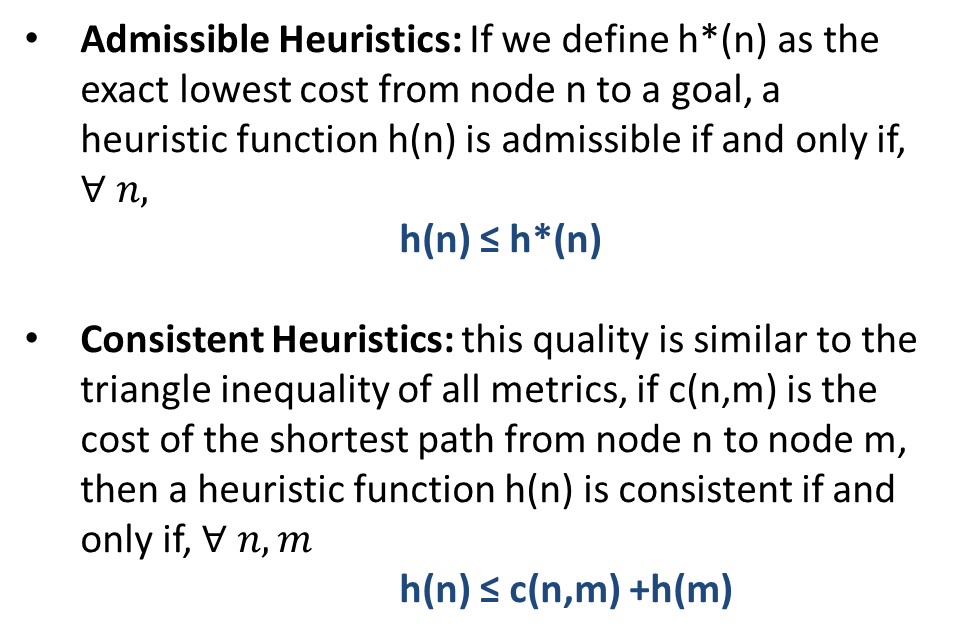 • Admissible Heuristics: If we define h*(n) as the
exact lowest cost from node n to a goal, a
heuristic function h(n) is admissible if and only if,
∀ n,
h(n) ≤ h*(n)
• Consistent Heuristics: this quality is similar to the
triangle inequality of all metrics, if c(n,m) is the
cost of the shortest path from node n to node m,
then a heuristic function h(n) is consistent if and
only if, ∀ n, m
h(n) ≤ c(n,m) +h(m)